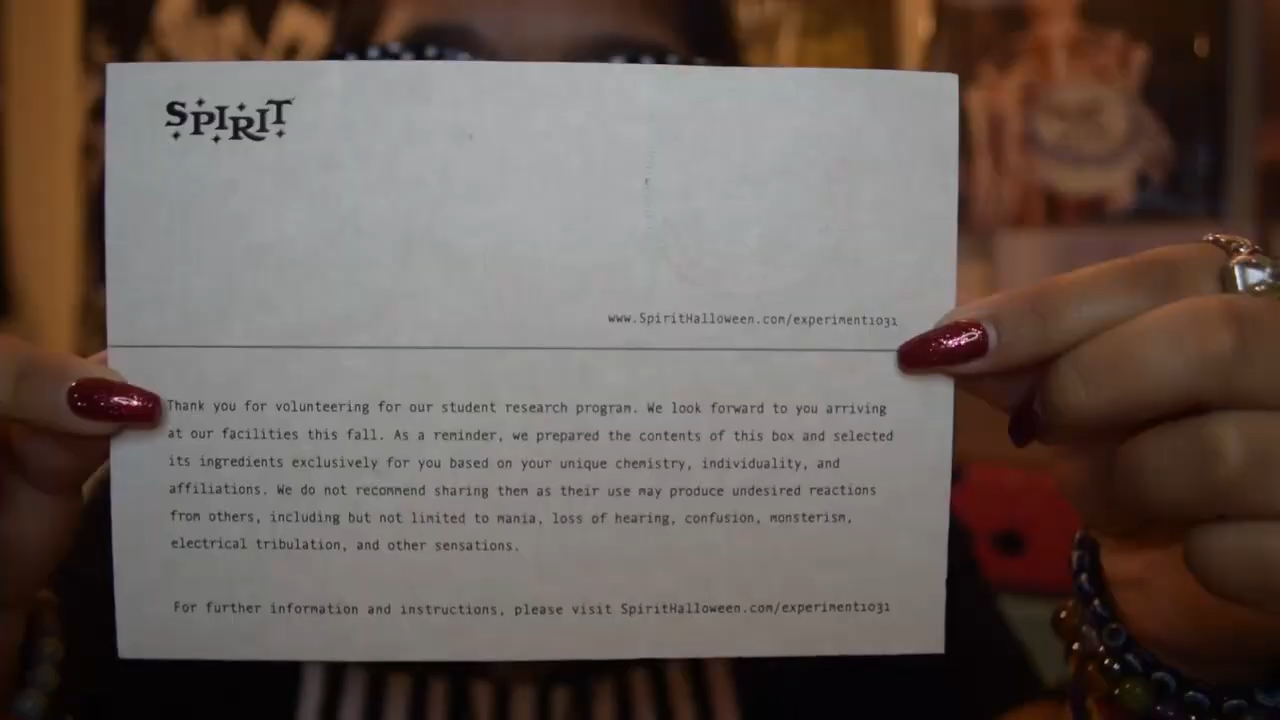 SPIRIT
www.SpiritHalloween.com/experiment1031
Thank you for volunteering for our student research program. We look forward to you arriving
at our facilities this fall. As a reminder, we prepared the contents of this box and selected
its ingredients exclusively for you based on your unique chemistry, individuality, and
affiliations. We do not recommend sharing them as their use may produce undesired reactions
from others, including but not limited to mania, loss of hearing, confusion, monsterism,
electrical tribulation, and other sensations.
For further information and instructions, please visit SpiritHalloween.com/experiment1031